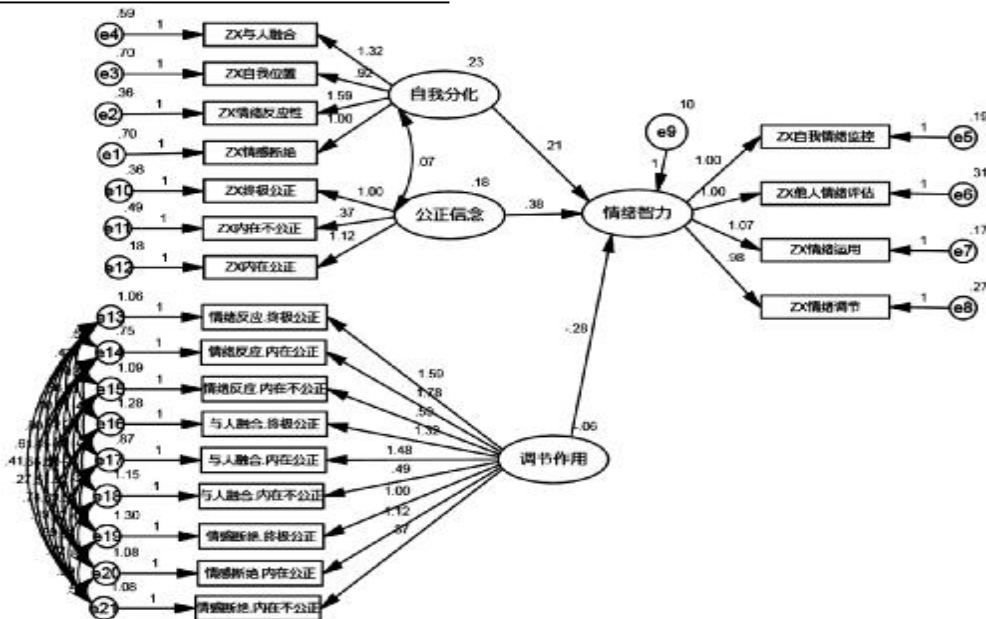 .59
e4 1 ZX与人融合
1.32
.70
e3 1 ZX自我位置
.92
.23
自我分化
.36
e2 1 ZX情绪反应性
1.59
.70
e1 1 ZX情感断绝
1.00
.07
.21
.36
e10 1 ZX终极公正
1.00
.18
公正信念
.38
.49
e11 1 ZX内在不公正
.37
.18
e12 1 ZX内在公正
1.12
.10
e9
1
情绪智力
1.00
ZX自我情绪监控 1 e5
.19
1.00
ZX他人情绪评估 1 e6
.31
1.07
ZX情绪运用 1 e7
.17
.98
ZX情绪调节 1 e8
.27
-.28
1.06
e13 1 情绪反应.终极公正
1.59
.75
e14 1 情绪反应.内在公正
1.78
1.09
e15 1 情绪反应.内在不公正
.59
1.28
e16 1 与人融合.终极公正
1.32
-.06
调节作用
.87
e17 1 与人融合.内在公正
1.48
1.15
e18 1 与人融合.内在不公正
.49
1.30
e19 1 情感断绝.终极公正
1.00
1.08
e20 1 情感断绝.内在公正
1.12
1.08
e21 1 情感断绝.内在不公正
.37
.41
.27